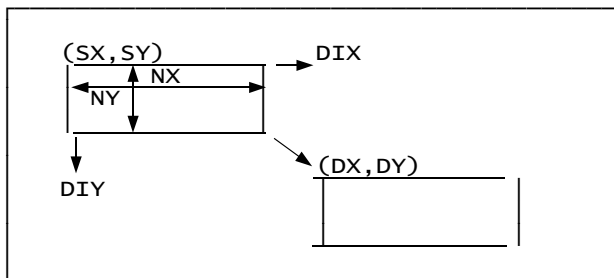 (SX,SY)
DIX
NX
NY
(DX,DY)
DIY